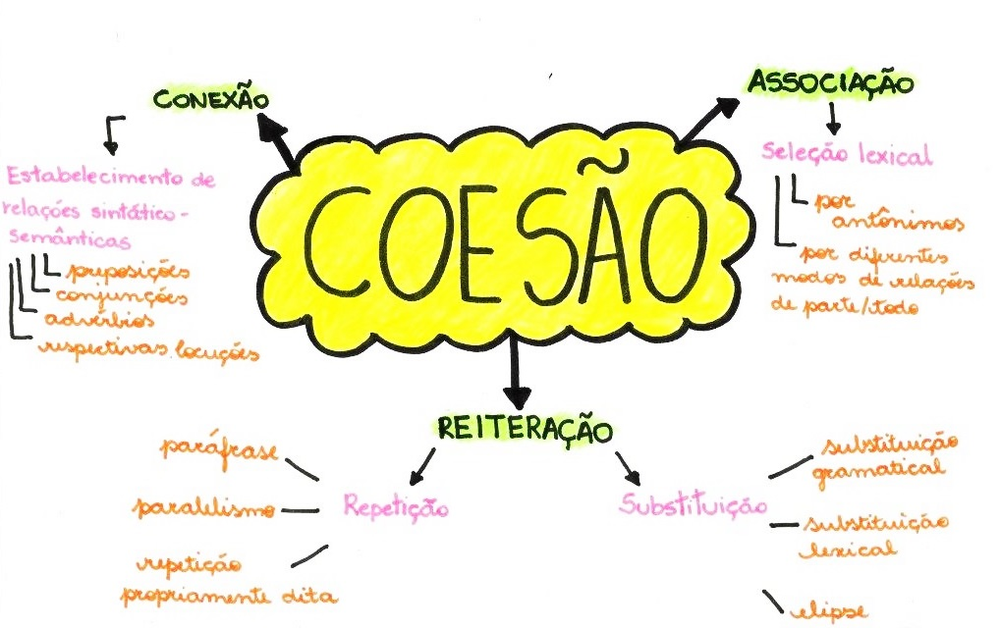 COESÃO
CONEXÃO
Estabelecimento de
relações sintático-
semânticas
preposições
conjunções
advérbios
respectivas locuções
ASSOCIAÇÃO
Seleção lexical
por
antônimos
por diferentes
modos de relações
de parte/todo
REITERAÇÃO
Repetição
paráfrase
paralelismo
repetição
propriamente dita
Substituição
substituição
gramatical
substituição
lexical
elipse